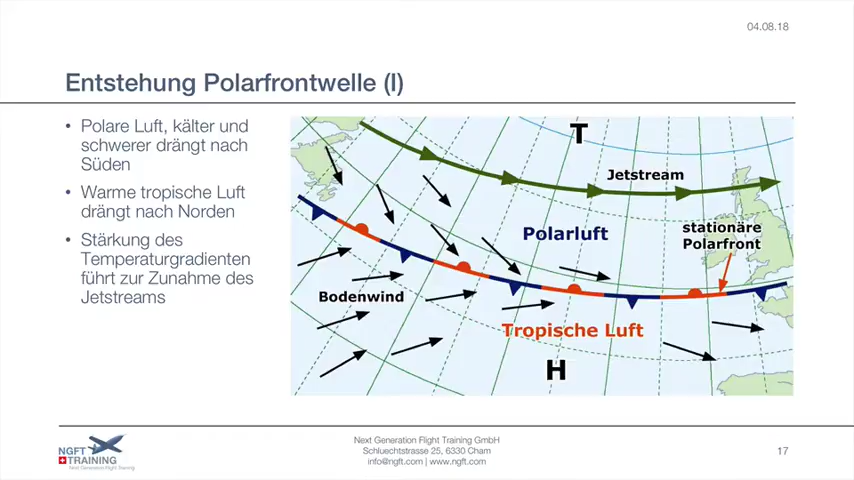 04.08.18
Entstehung Polarfrontwelle (I)
• Polare Luft, kälter und
schwerer drängt nach
Süden
• Warme tropische Luft
drängt nach Norden
• Stärkung des
Temperaturgradienten
führt zur Zunahme des
Jetstreams
T
Jetstream
Polarluft
stationäre
Polarfront
Bodenwind
Tropische Luft
H
NGFT
TRAINING
Next Generation Flight Training
Next Generation Flight Training GmbH
Schluechtstrasse 25, 6330 Cham
info@ngft.com | www.ngft.com
17